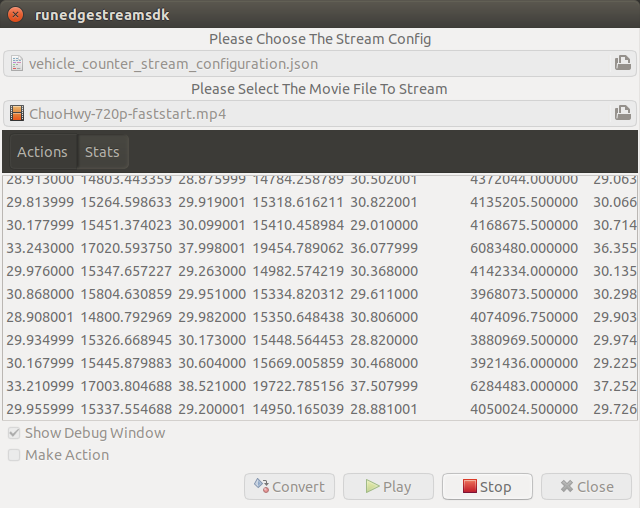 runedgestreamsdk
Please Choose The Stream Config
vehicle_counter_stream_configuration.json
Please Select The Movie File To Stream
ChuoHwy-720p-faststart.mp4
Actions Stats
28.913000 14803.443359 28.875999 14784.258789 30.502001 4372044.000000 29.063
29.813999 15264.598633 29.919001 15318.616211 30.822001 4135205.500000 30.066
30.177999 15451.374023 30.099001 15410.458984 29.010000 4168675.500000 30.714
33.243000 17020.593750 37.998001 19454.789062 36.077999 6083480.000000 36.355
29.976000 15347.657227 29.263000 14982.574219 30.368000 4142334.000000 30.135
30.868000 15804.630859 29.951000 15334.820312 29.611000 3968073.500000 30.298
28.908001 14800.792969 29.982000 15350.648438 30.806000 4074096.750000 29.903
29.934999 15326.668945 30.173000 15448.564453 28.820000 3880969.500000 29.974
30.167999 15445.879883 30.604000 15669.005859 30.468000 3921436.000000 29.225
33.210999 17003.804688 38.521000 19722.785156 37.507999 6284483.000000 37.252
29.955999 15337.554688 29.200001 14950.165039 28.881001 4050024.500000 29.726
Show Debug Window
Make Action
Convert Play Stop Close